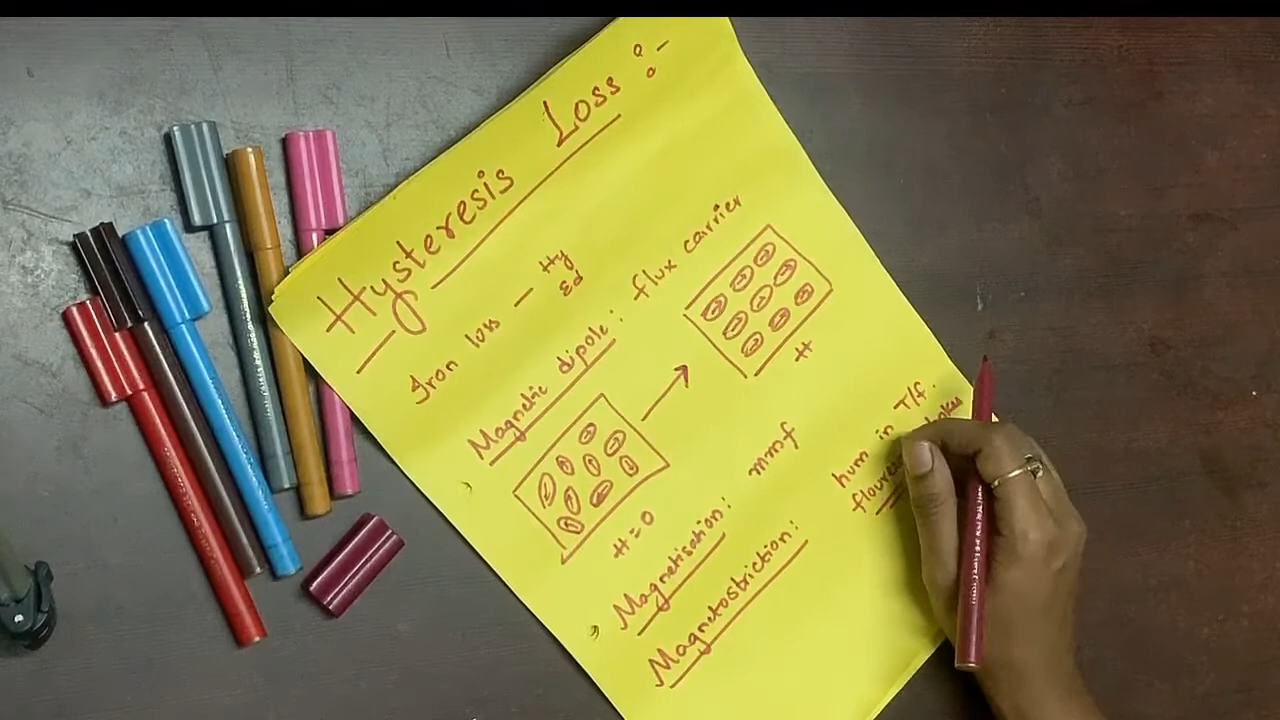 Hysteresis Loss :-
Iron loss - Hy
Ed
Magnetic dipole : flux carrier
H
H=0
Magnetisation : mmf
Magnetostriction :
hum in T/f.